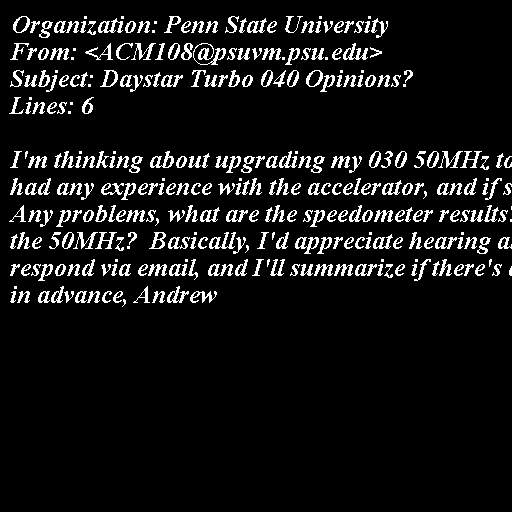 Organization: Penn State University
From: <ACM108@psuvm.psu.edu>
Subject: Daystar Turbo 040 Opinions?
Lines: 6

I'm thinking about upgrading my 030 50MHz to
had any experience with the accelerator, and if s
Any problems, what are the speedometer results?
the 50MHz?  Basically, I'd appreciate hearing a
respond via email, and I'll summarize if there's
in advance, Andrew